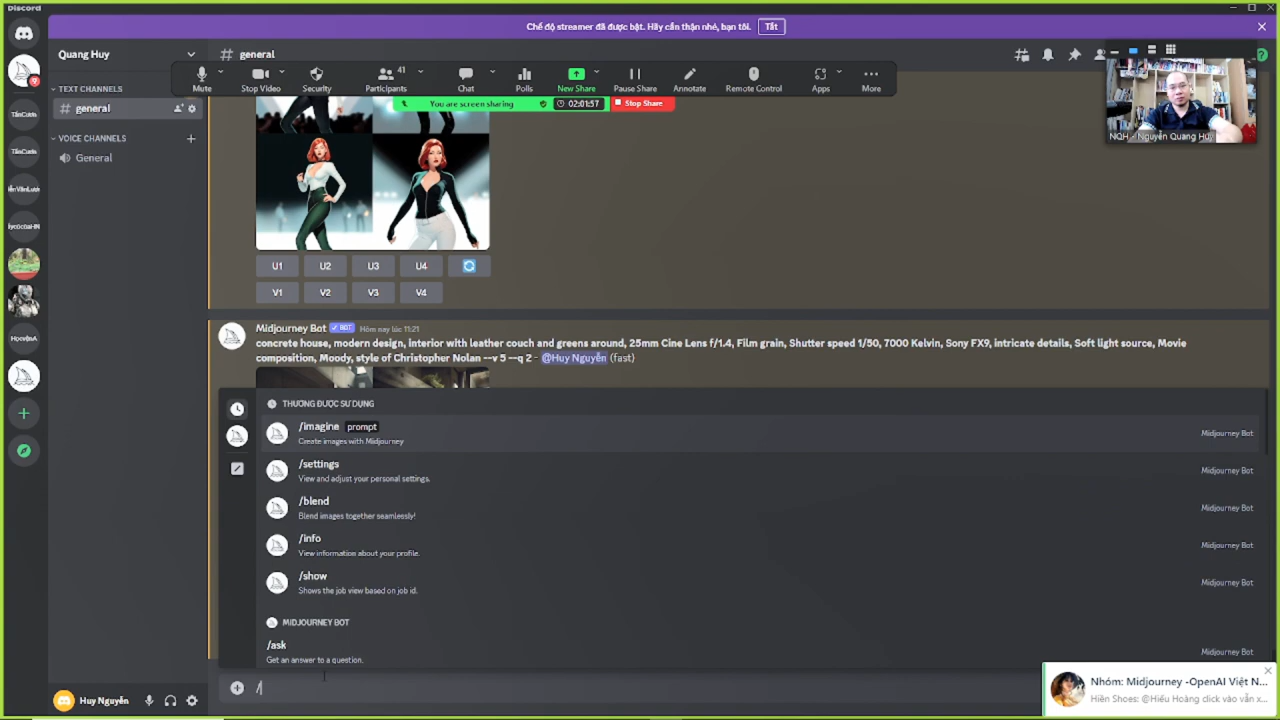 Discord
Chế độ streamer đã được bật. Hãy cẩn thận nhé, bạn tôi.
Tắt
Quang Huy
# general
41
Mute
Stop Video
Security
Participants
Chat
Polls
New Share
Pause Share
Annotate
Remote Control
Apps
More
You are screen sharing
02:01:57
Stop Share
NQH - Nguyễn Quang Huy
TEXT CHANNELS
# general
VOICE CHANNELS
General
9
TấnCươn
TấnCươn
HọcviệnA
U1
U2
U3
U4
V1
V2
V3
V4
Midjourney Bot ✓ BOT Hôm nay lúc 11:21
concrete house, modern design, interior with leather couch and greens around, 25mm Cine Lens f/1.4, Film grain, Shutter speed 1/50, 7000 Kelvin, Sony FX9, intricate details, Soft light source, Movie
composition, Moody, style of Christopher Nolan --v 5 --q 2 - @Huy Nguyễn (fast)
THƯỜNG ĐƯỢC SỬ DỤNG
/imagine prompt
Create images with Midjourney
Midjourney Bot
/settings
View and adjust your personal settings.
Midjourney Bot
/blend
Blend images together seamlessly!
Midjourney Bot
/info
View information about your profile.
Midjourney Bot
/show
Shows the job view based on job id.
Midjourney Bot
MIDJOURNEY BOT
/ask
Get an answer to a question.
Midjourney Bot
/
Huy Nguyễn
Nhóm: Midjourney -OpenAI Việt N...
Hiền Shoes: @Hiếu Hoàng click vào vẫn x...